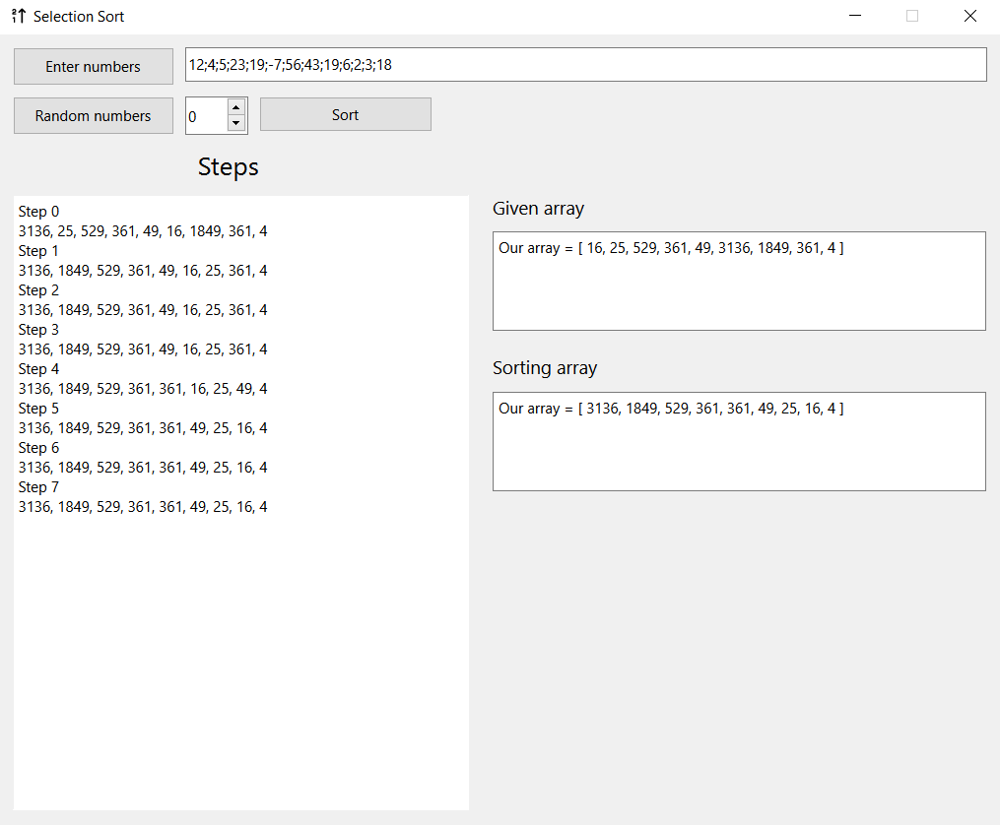 Selection Sort
Enter numbers
12;4;5;23;19;-7;56;43;19;6;2;3;18
Random numbers
0
Sort
Steps
Step 0
3136, 25, 529, 361, 49, 16, 1849, 361, 4
Step 1
3136, 1849, 529, 361, 49, 16, 25, 361, 4
Step 2
3136, 1849, 529, 361, 49, 16, 25, 361, 4
Step 3
3136, 1849, 529, 361, 49, 16, 25, 361, 4
Step 4
3136, 1849, 529, 361, 361, 16, 25, 49, 4
Step 5
3136, 1849, 529, 361, 361, 49, 25, 16, 4
Step 6
3136, 1849, 529, 361, 361, 49, 25, 16, 4
Step 7
3136, 1849, 529, 361, 361, 49, 25, 16, 4
Given array
Our array = [ 16, 25, 529, 361, 49, 3136, 1849, 361, 4 ]
Sorting array
Our array = [ 3136, 1849, 529, 361, 361, 49, 25, 16, 4 ]